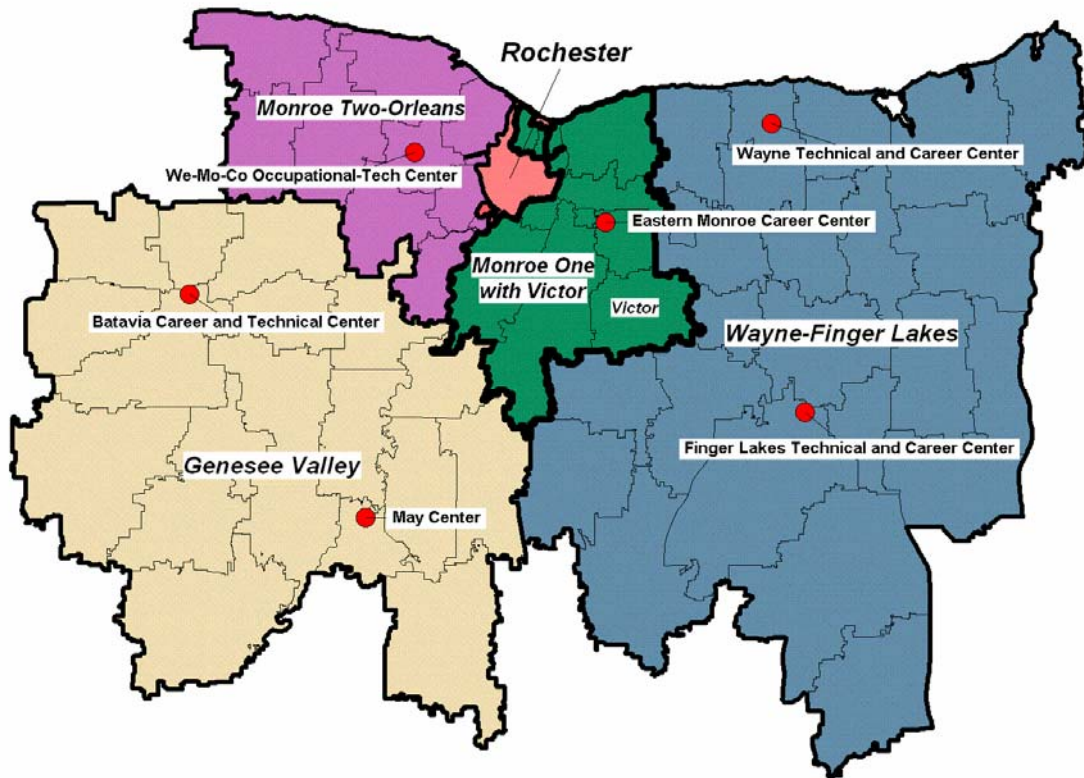 Rochester
Monroe Two-Orleans
Wayne Technical and Career Center
We-Mo-Co Occupational-Tech Center
Eastern Monroe Career Center
Monroe One
with Victor
Victor
Batavia Career and Technical Center
Wayne-Finger Lakes
Finger Lakes Technical and Career Center
Genesee Valley
May Center